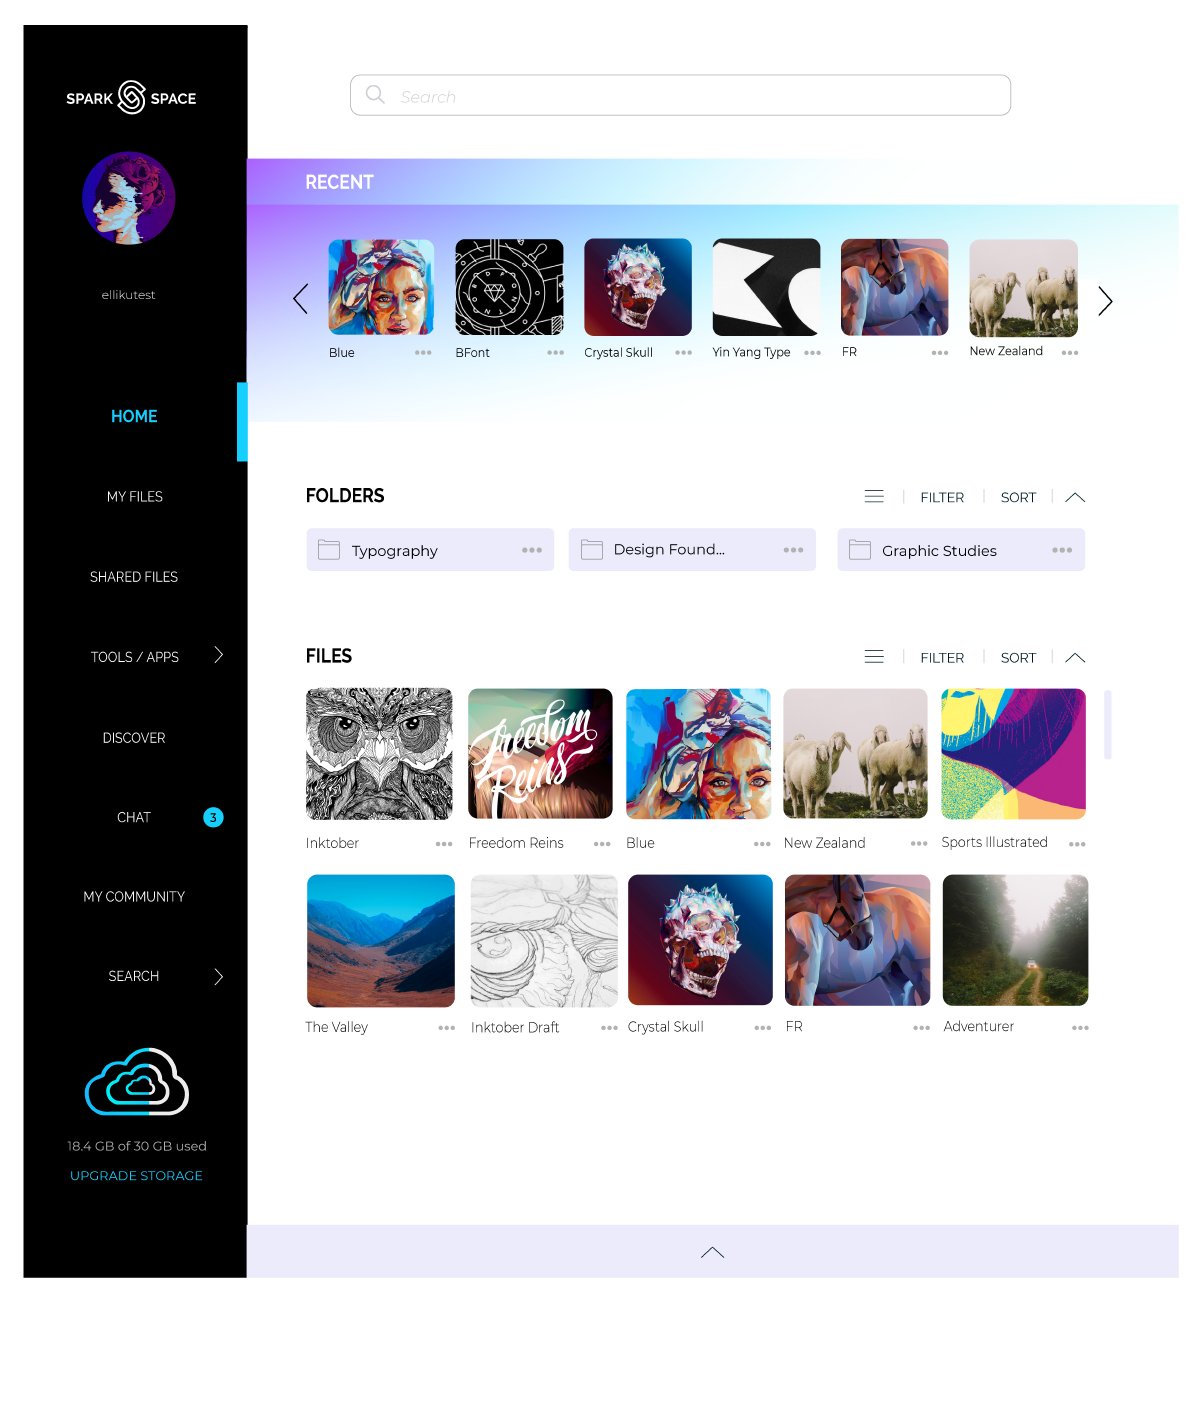 SPARK SPACE
Search
RECENT
ellikutest
Blue
BFont
Crystal Skull
Yin Yang Type
FR
New Zealand
HOME
MY FILES
SHARED FILES
TOOLS / APPS
DISCOVER
CHAT
3
MY COMMUNITY
SEARCH
18.4 GB of 30 GB used
UPGRADE STORAGE
FOLDERS
FILTER
SORT
Typography
Design Found...
Graphic Studies
FILES
FILTER
SORT
Freedom
Reins
Inktober
Freedom Reins
Blue
New Zealand
Sports Illustrated
The Valley
Inktober Draft
Crystal Skull
FR
Adventurer